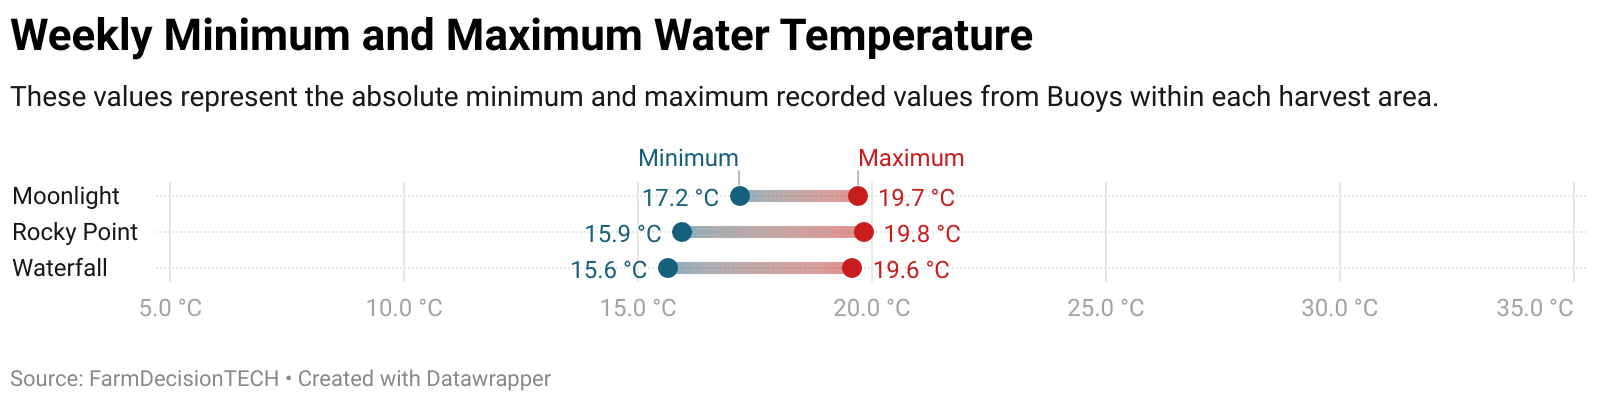 Weekly Minimum and Maximum Water Temperature
These values represent the absolute minimum and maximum recorded values from Buoys within each harvest area.
Minimum Maximum
Moonlight 17.2 °C 19.7 °C
Rocky Point 15.9 °C 19.8 °C
Waterfall 15.6 °C 19.6 °C
5.0 °C 10.0 °C 15.0 °C 20.0 °C 25.0 °C 30.0 °C 35.0 °C
Source: FarmDecisionTECH • Created with Datawrapper